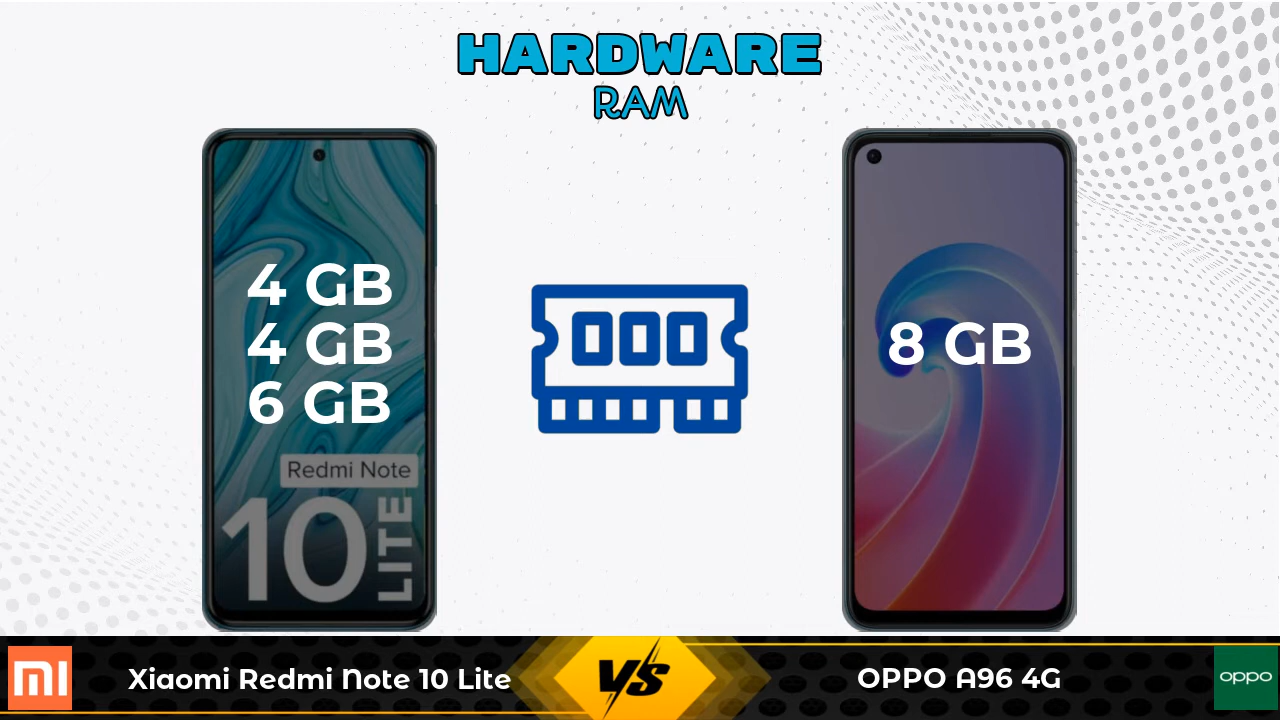 HARDWARE
RAM
4 GB
4 GB
6 GB
Redmi Note
10 LITE
8 GB
mi
Xiaomi Redmi Note 10 Lite
VS
OPPO A96 4G
oppo